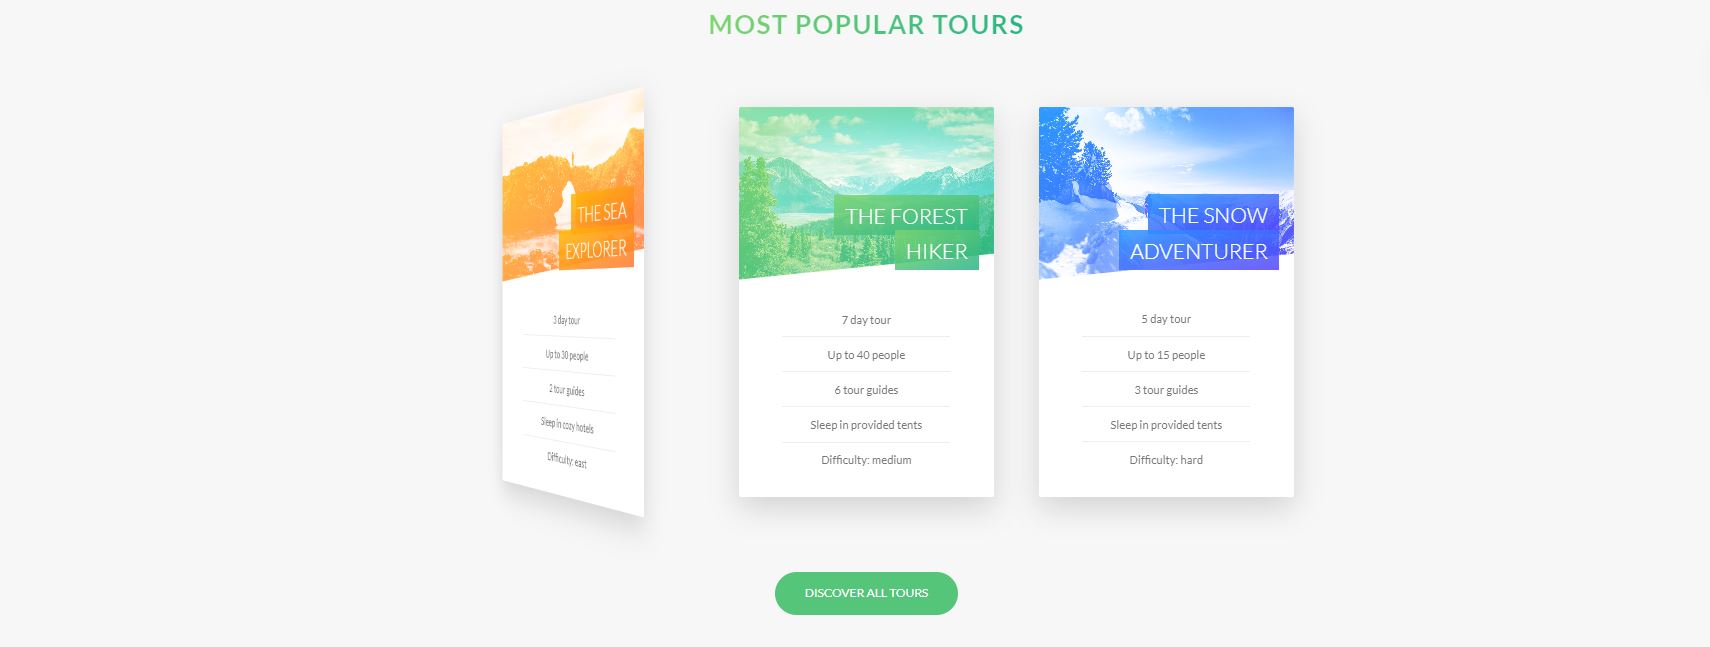 MOST POPULAR TOURS
THE SEA
EXPLORER
3 day tour
Up to 30 people
2 tour guides
Sleep in cozy hotels
Difficulty: east
THE FOREST
HIKER
7 day tour
Up to 40 people
6 tour guides
Sleep in provided tents
Difficulty: medium
THE SNOW
ADVENTURER
5 day tour
Up to 15 people
3 tour guides
Sleep in provided tents
Difficulty: hard
DISCOVER ALL TOURS